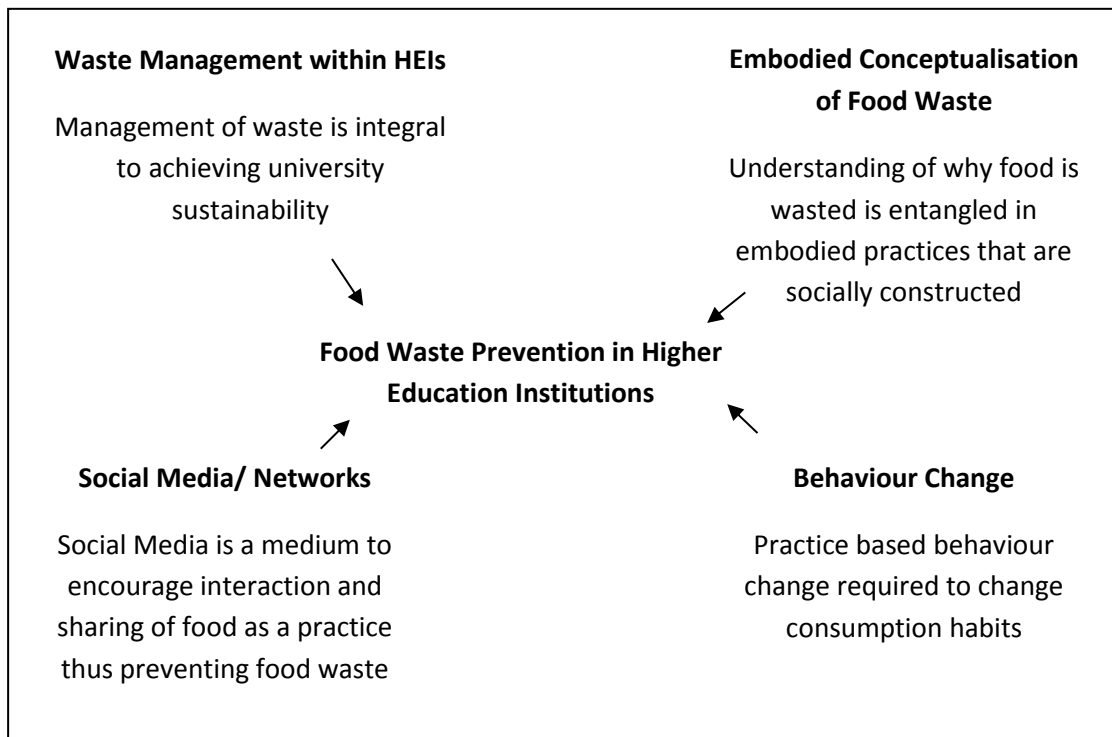 Waste Management within HEIs
Management of waste is integral
to achieving university
sustainability
Embodied Conceptualisation
of Food Waste
Understanding of why food is
wasted is entangled in
embodied practices that are
socially constructed
Food Waste Prevention in Higher
Education Institutions
Social Media/ Networks
Social Media is a medium to
encourage interaction and
sharing of food as a practice
thus preventing food waste
Behaviour Change
Practice based behaviour
change required to change
consumption habits